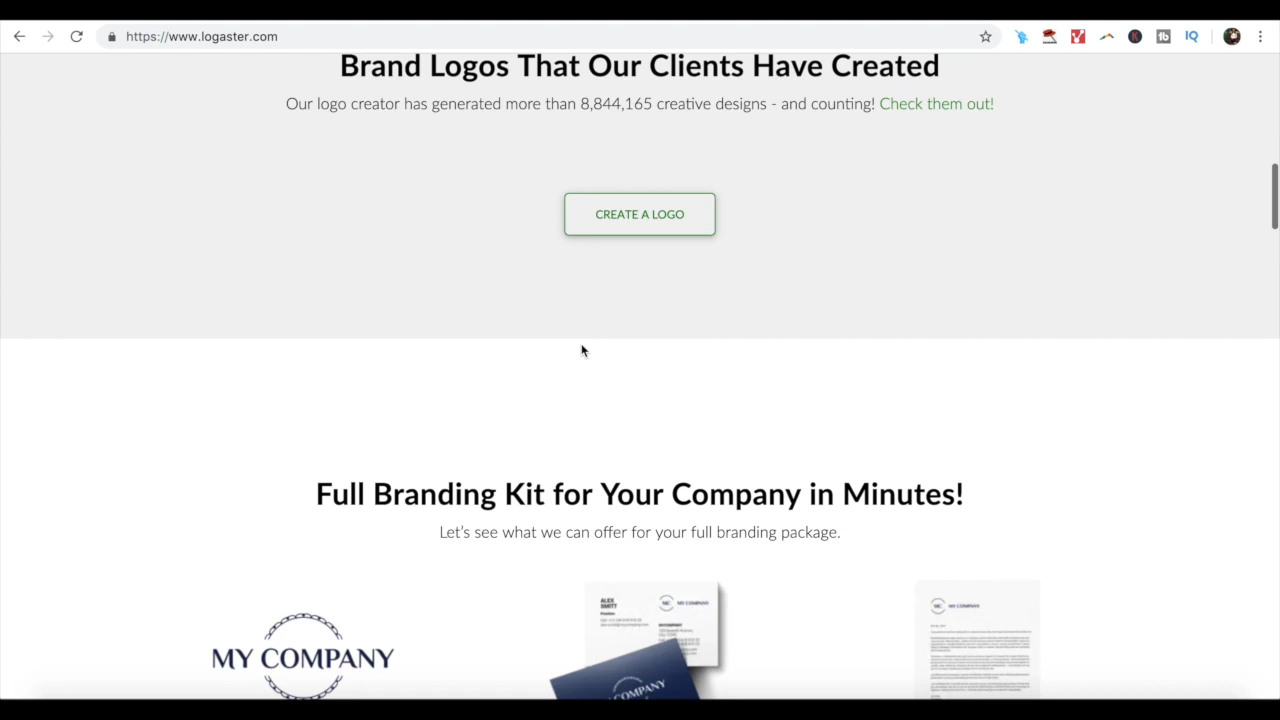 https://www.logaster.com
Brand Logos That Our Clients Have Created
Our logo creator has generated more than 8,844,165 creative designs - and counting! Check them out!
CREATE A LOGO
Full Branding Kit for Your Company in Minutes!
Let's see what we can offer for your full branding package.
ALEX
SMITT
MY COMPANY
MY COMPANY
MYCOMPANY
COMPANY